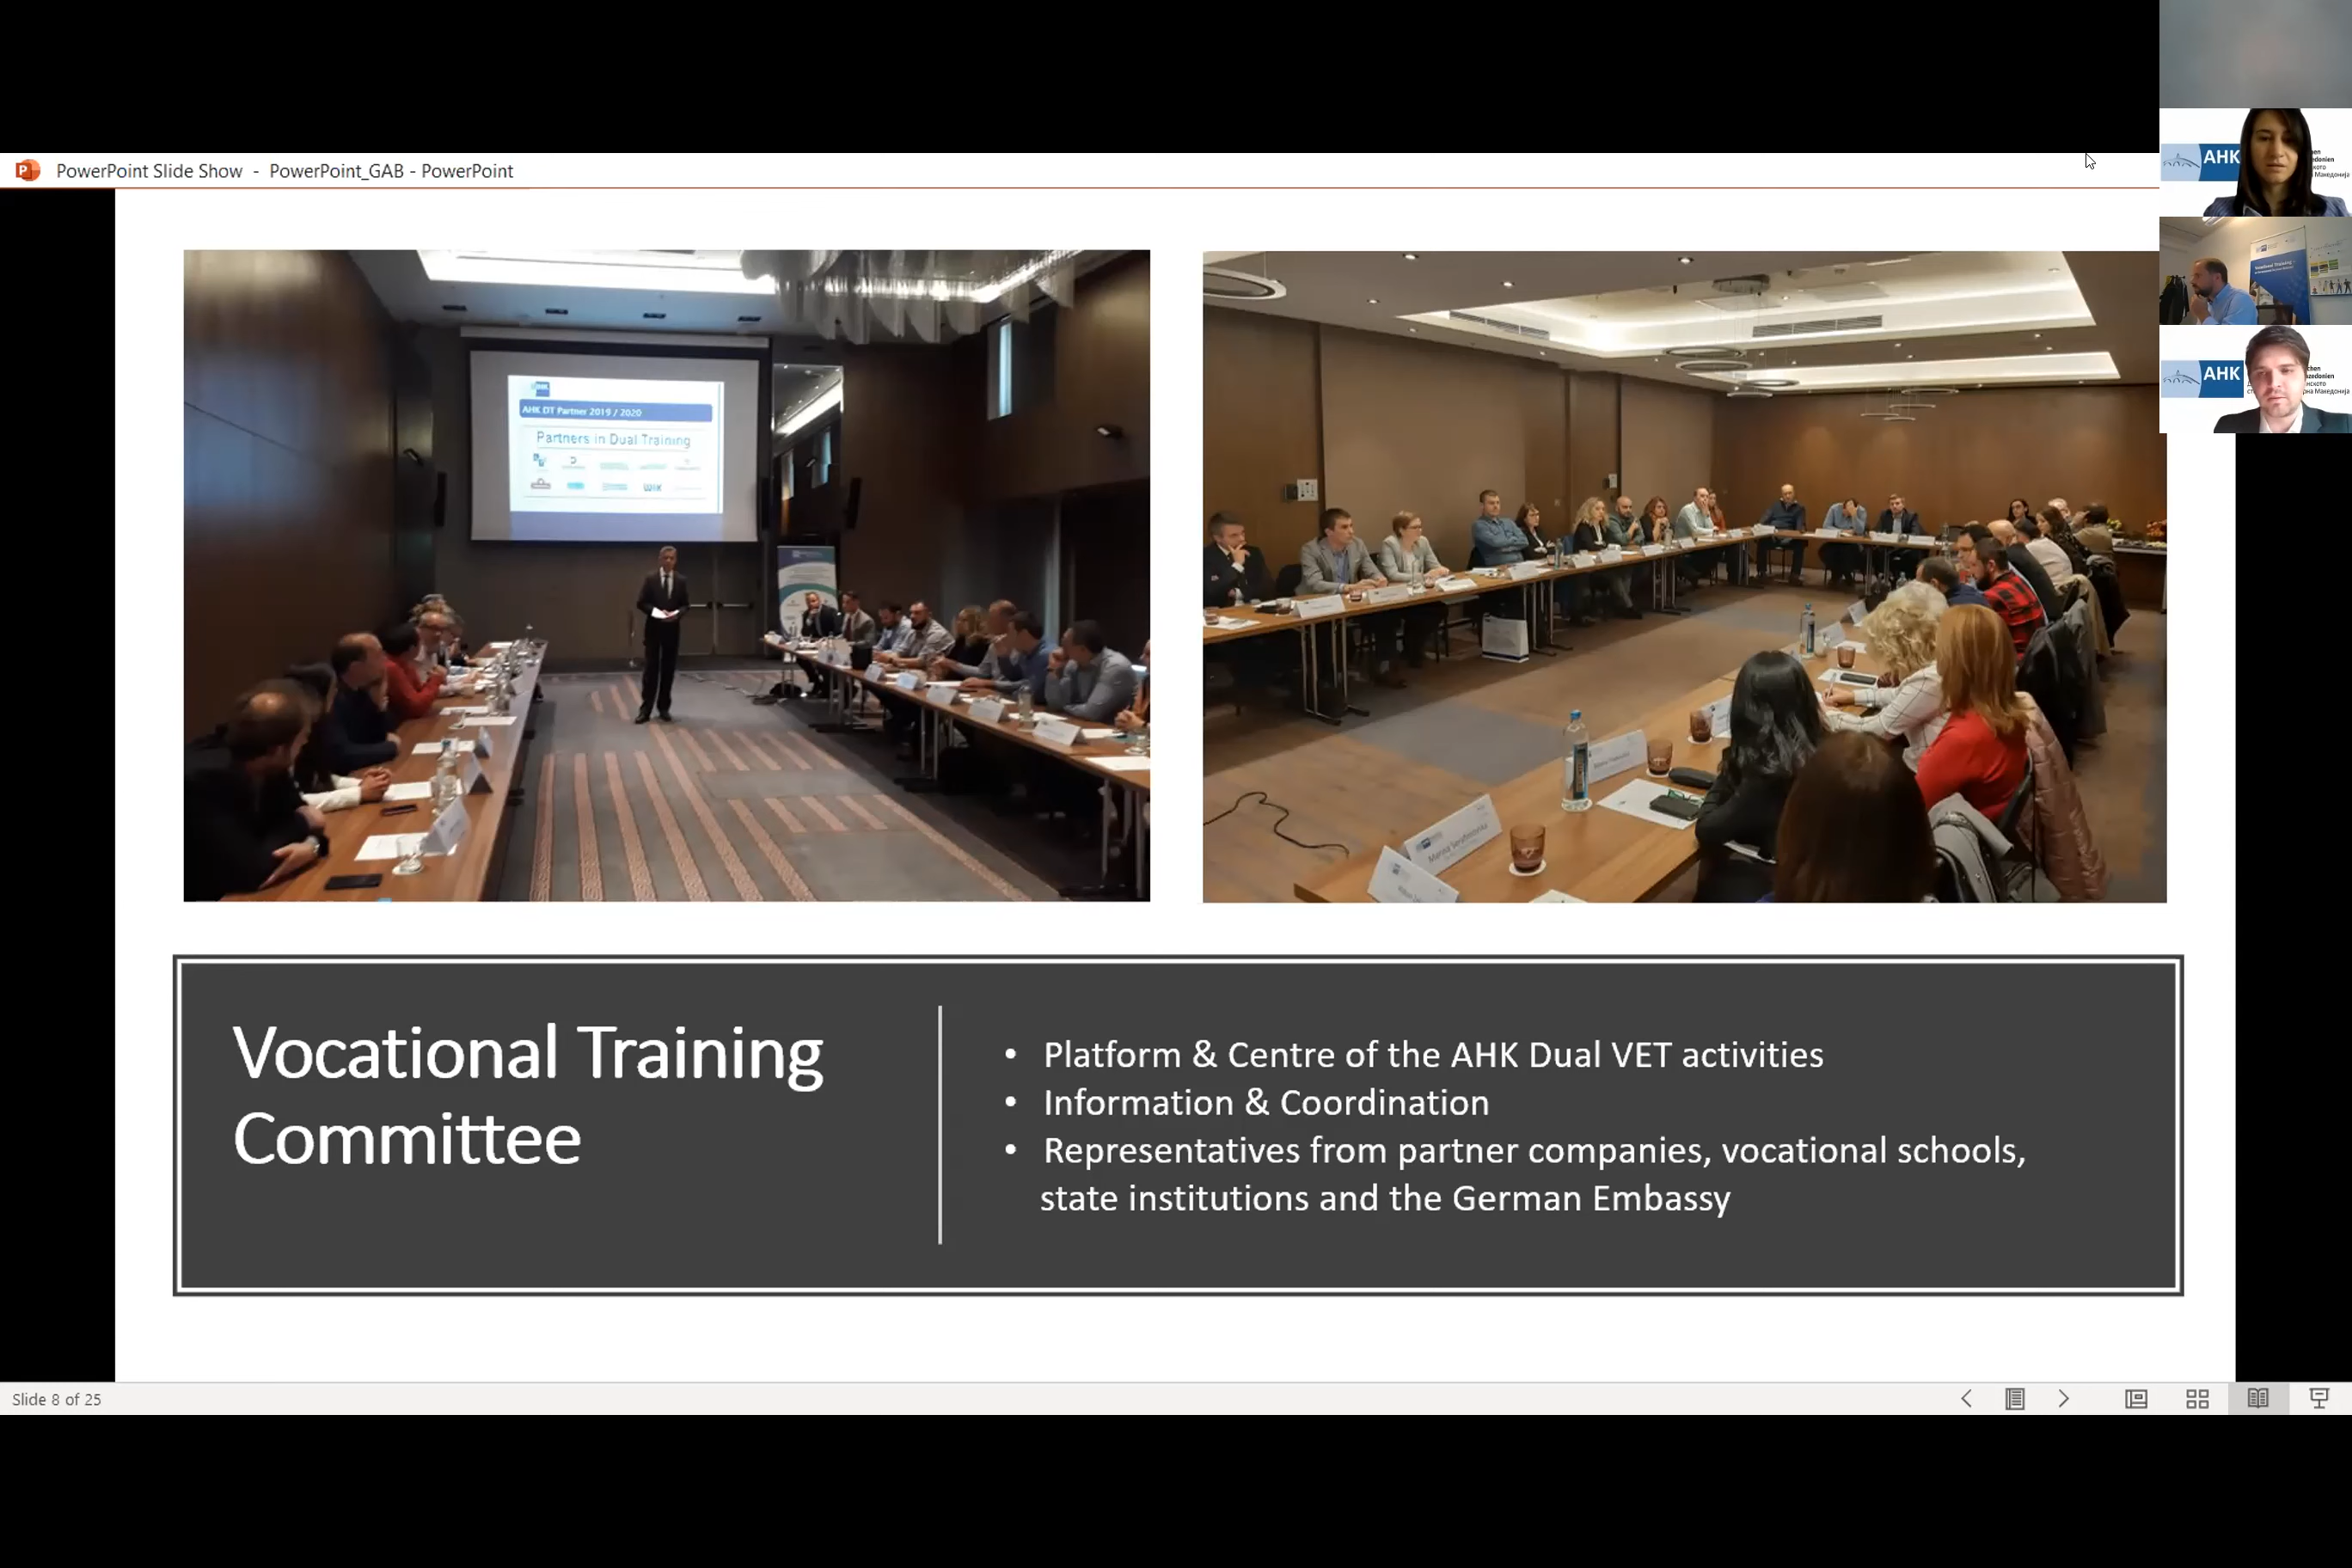 PowerPoint Slide Show - PowerPoint_GAB - PowerPoint
AHK DT Partner 2019 / 2020
Partners in Dual Training
WIK
AHK
AHK
Vocational Training
Committee
• Platform & Centre of the AHK Dual VET activities
• Information & Coordination
• Representatives from partner companies, vocational schools,
state institutions and the German Embassy
Slide 8 of 25